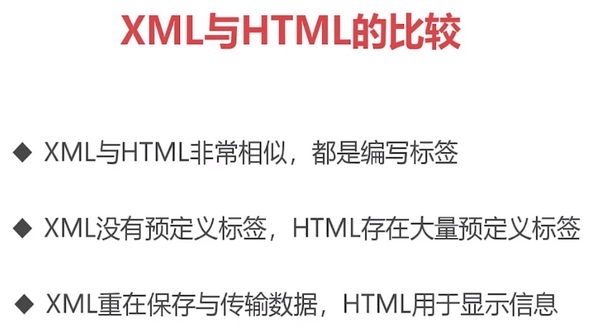 XML与HTML的比较
◆ XML与HTML非常相似，都是编写标签
◆ XML没有预定义标签，HTML存在大量预定义标签
◆ XML重在保存与传输数据，HTML用于显示信息